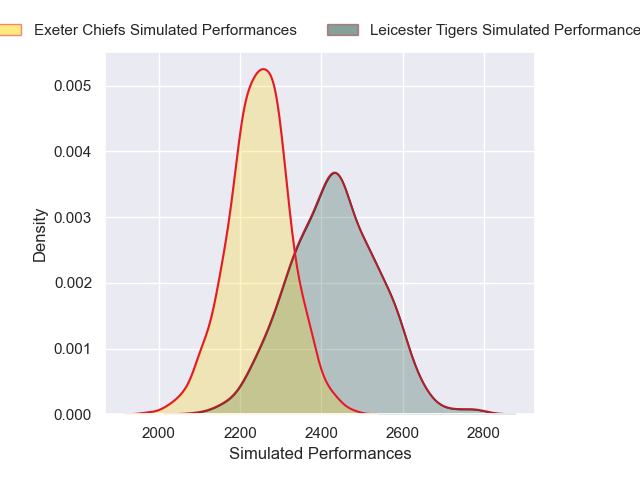 Exeter Chiefs Simulated Performances
Leicester Tigers Simulated Performance
0.005
0.004
0.003
0.002
0.001
0.000
Density
2000
2200
2400
2600
2800
Simulated Performances